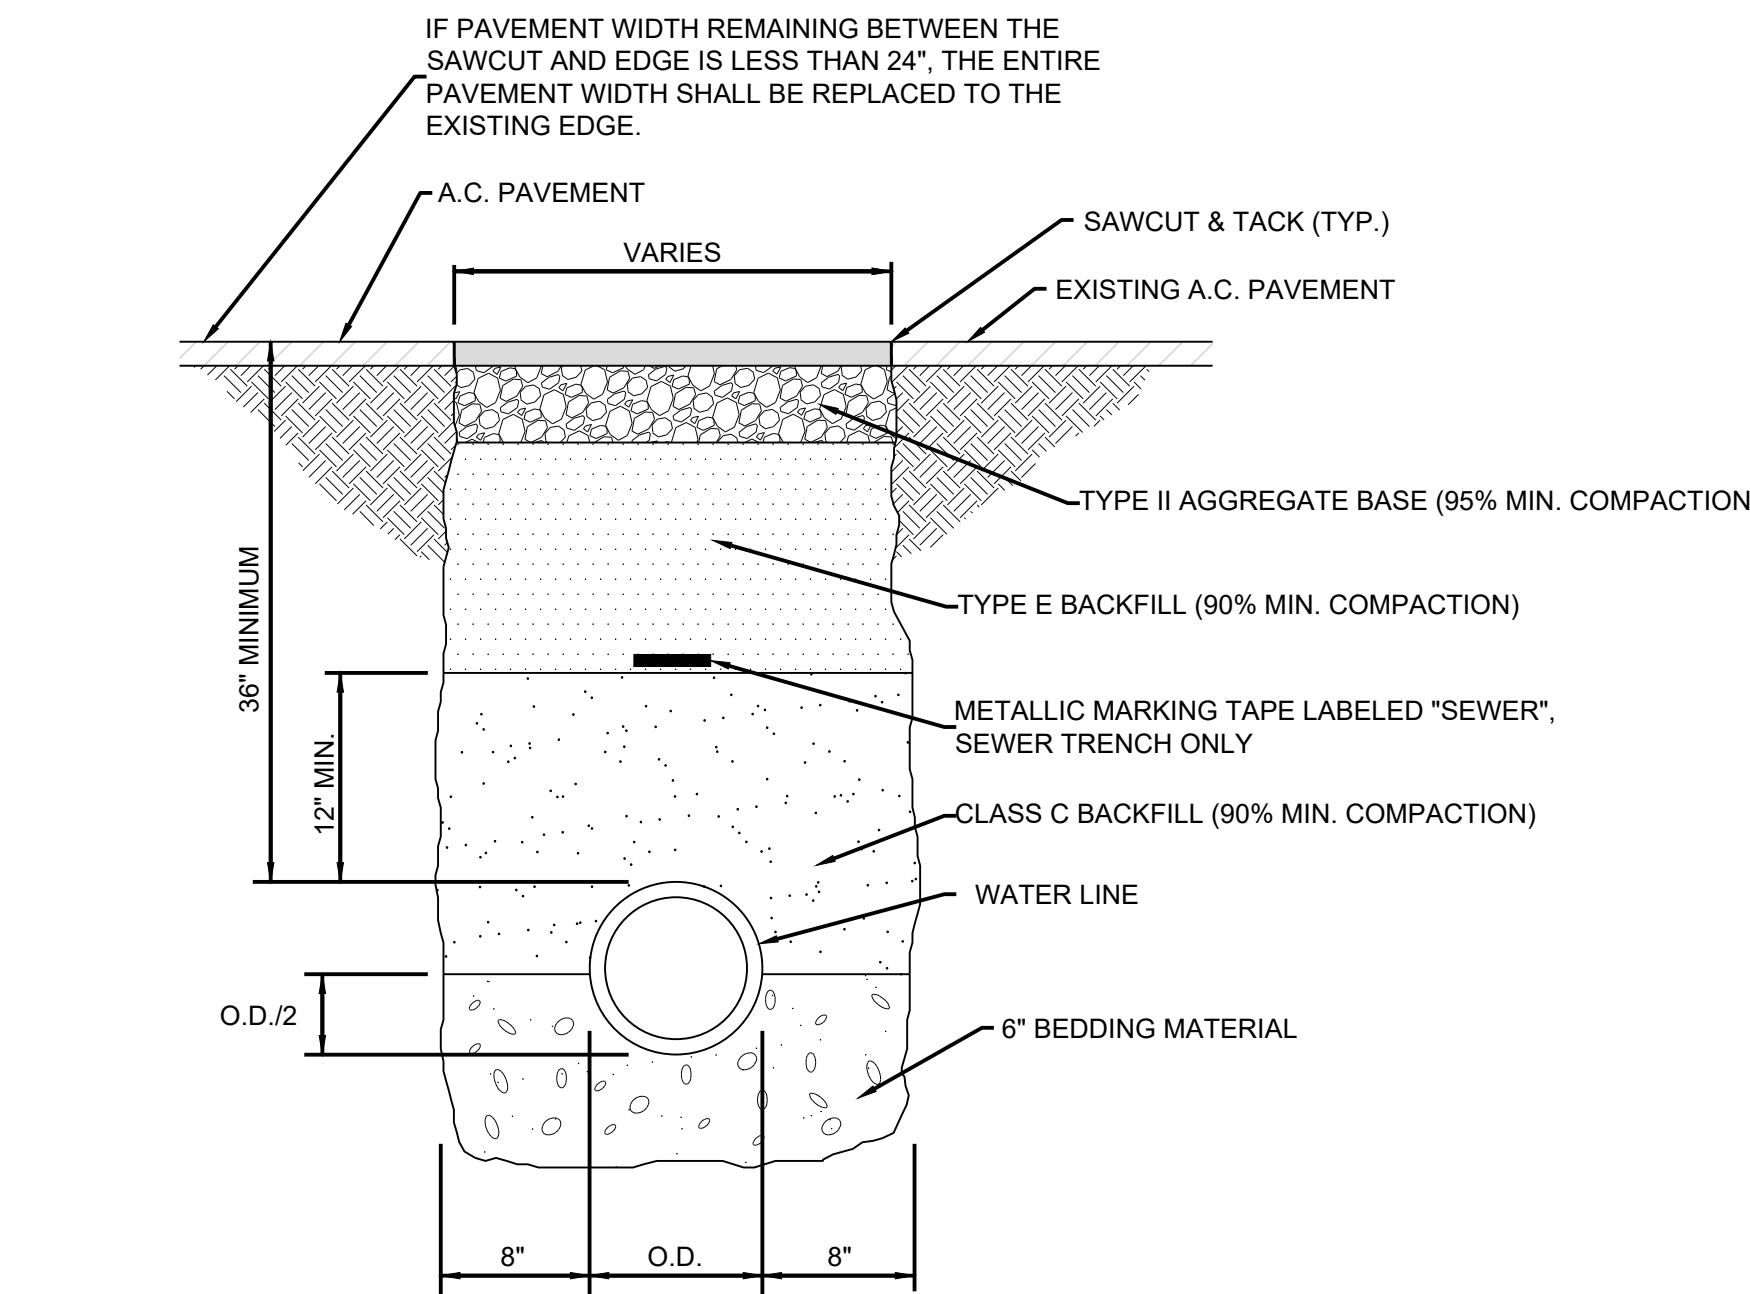 IF PAVEMENT WIDTH REMAINING BETWEEN THE
SAWCUT AND EDGE IS LESS THAN 24", THE ENTIRE
PAVEMENT WIDTH SHALL BE REPLACED TO THE
EXISTING EDGE.
A.C. PAVEMENT
SAWCUT & TACK (TYP.)
VARIES
EXISTING A.C. PAVEMENT
TYPE II AGGREGATE BASE (95% MIN. COMPACTION
TYPE E BACKFILL (90% MIN. COMPACTION)
36" MINIMUM
METALLIC MARKING TAPE LABELED "SEWER",
SEWER TRENCH ONLY
12" MIN.
CLASS C BACKFILL (90% MIN. COMPACTION)
WATER LINE
O.D./2
6" BEDDING MATERIAL
8"
O.D.
8"